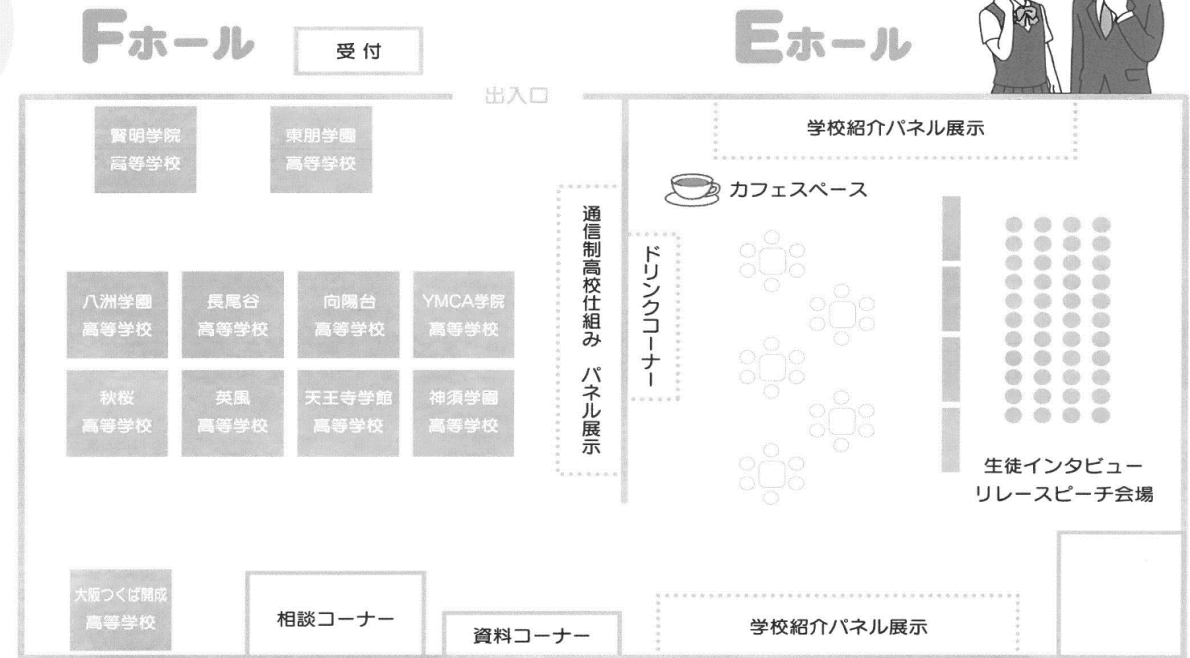 Fホール
受付
Eホール
出入口
賢明学院
高等学校
東朋学園
高等学校
学校紹介パネル展示
カフェスペース
通信制高校仕組み パネル展示
ドリンクコーナー
八洲学園
高等学校
長尾谷
高等学校
向陽台
高等学校
YMCA学院
高等学校
秋桜
高等学校
英風
高等学校
天王寺学館
高等学校
神須学園
高等学校
生徒インタビュー
リレースピーチ会場
大阪つくば開成
高等学校
相談コーナー
資料コーナー
学校紹介パネル展示